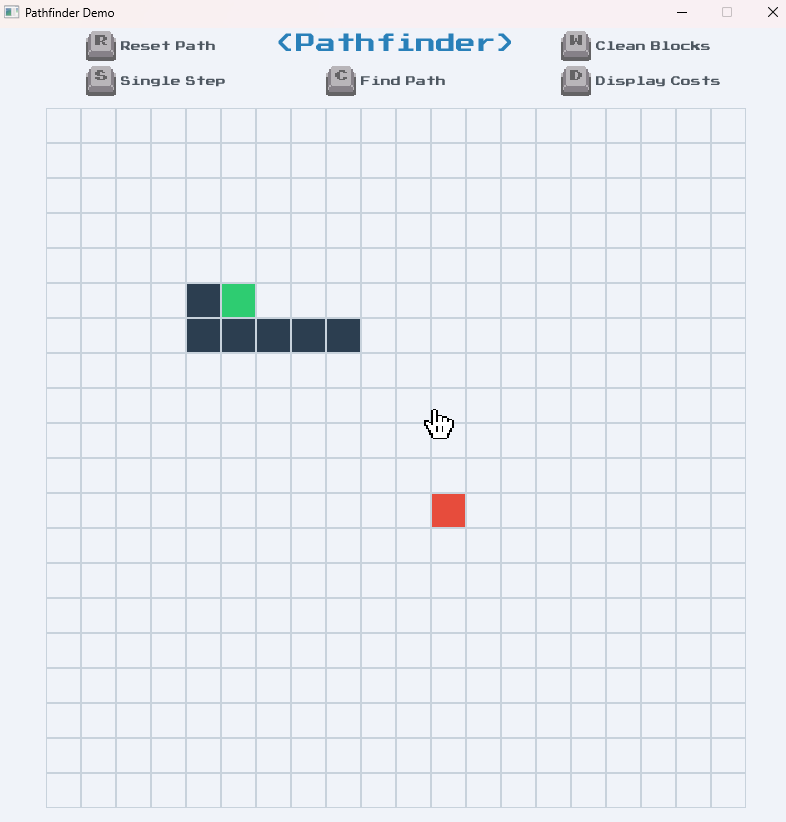 Pathfinder Demo
R Reset Path
<Pathfinder>
W Clean Blocks
S Single Step
C Find Path
D Display Costs